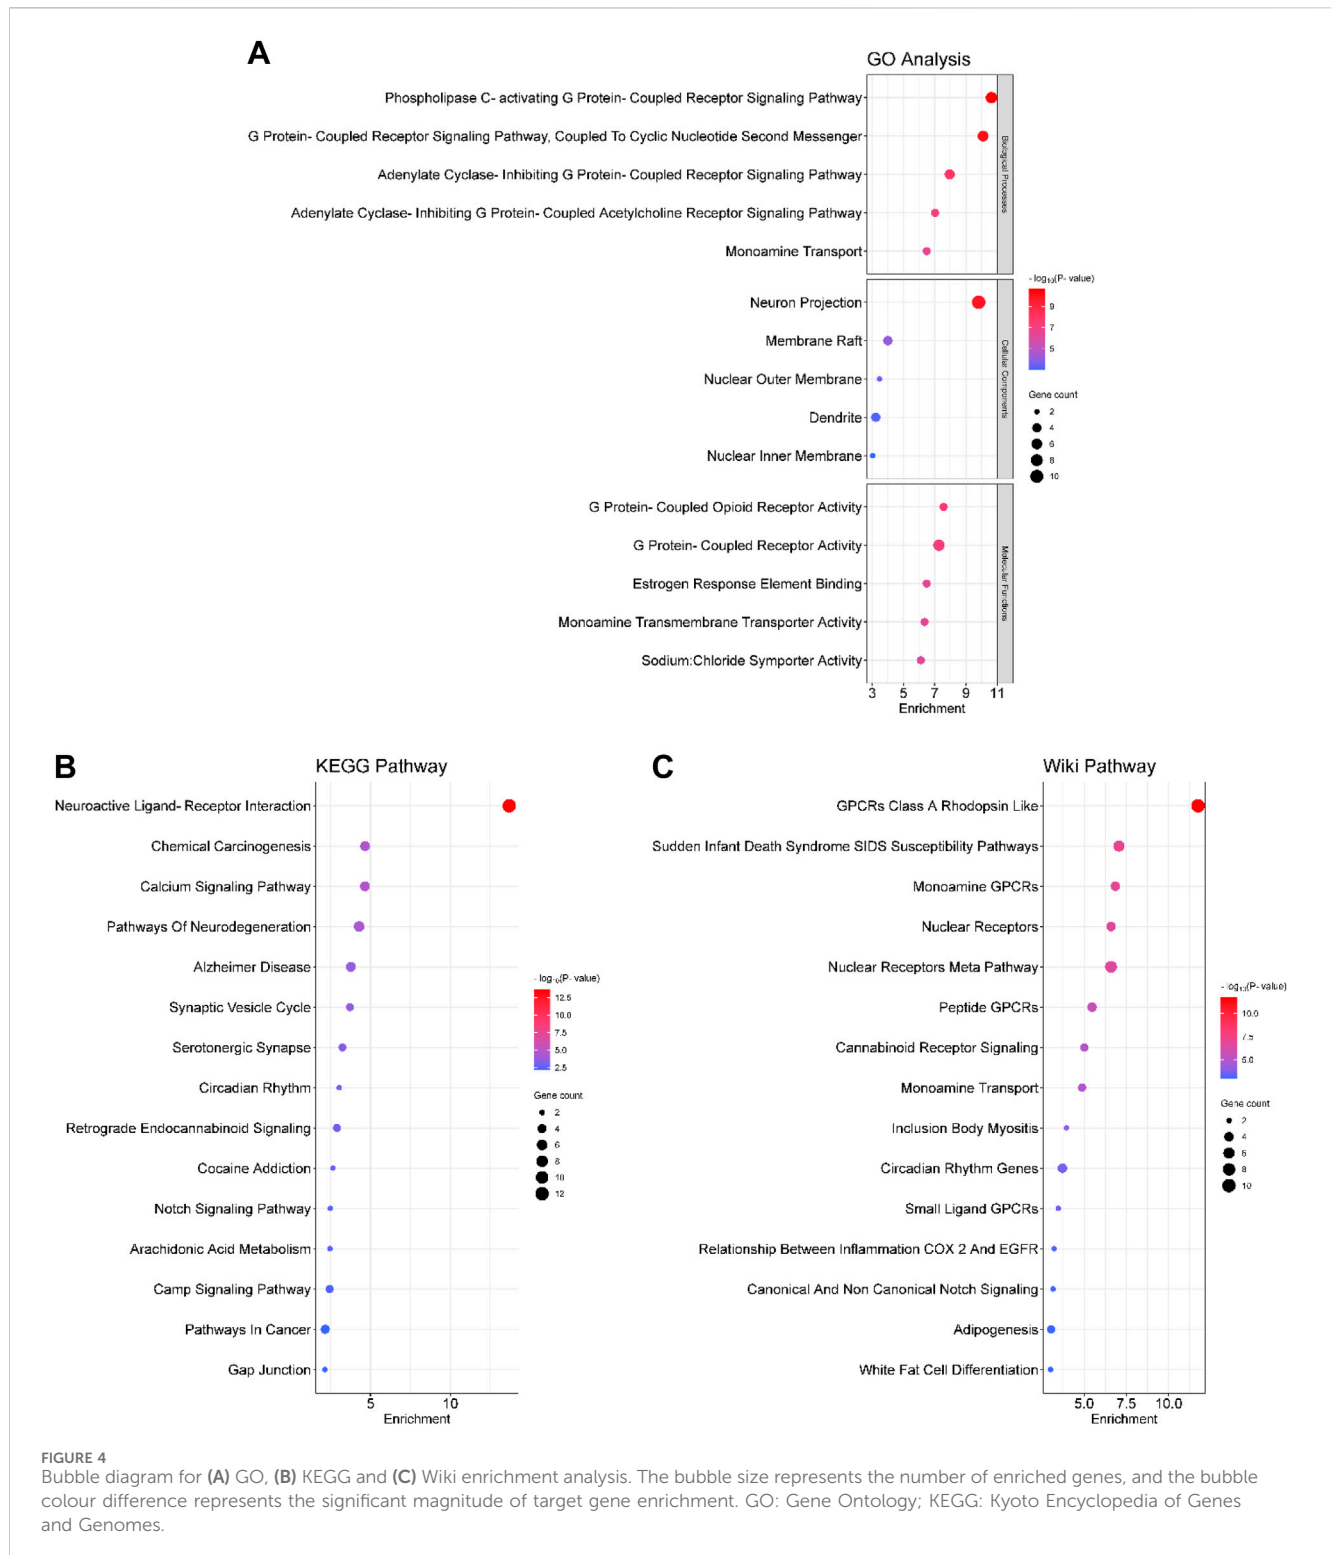 A
GO Analysis
Phospholipase C- activating G Protein- Coupled Receptor Signaling Pathway
G Protein- Coupled Receptor Signaling Pathway, Coupled To Cyclic Nucleotide Second Messenger
Adenylate Cyclase- Inhibiting G Protein- Coupled Receptor Signaling Pathway
Adenylate Cyclase- Inhibiting G Protein- Coupled Acetylcholine Receptor Signaling Pathway
Monoamine Transport
Biological Processes
Neuron Projection
Membrane Raft
Nuclear Outer Membrane
Dendrite
Nuclear Inner Membrane
Cellular Components
G Protein- Coupled Opioid Receptor Activity
G Protein- Coupled Receptor Activity
Estrogen Response Element Binding
Monoamine Transmembrane Transporter Activity
Sodium:Chloride Symporter Activity
Molecular Functions
3 5 7 9 11
Enrichment
- log10(P- value)
9
7
5
Gene count
2
4
6
8
10
B
KEGG Pathway
Neuroactive Ligand- Receptor Interaction
Chemical Carcinogenesis
Calcium Signaling Pathway
Pathways Of Neurodegeneration
Alzheimer Disease
Synaptic Vesicle Cycle
Serotonergic Synapse
Circadian Rhythm
Retrograde Endocannabinoid Signaling
Cocaine Addiction
Notch Signaling Pathway
Arachidonic Acid Metabolism
Camp Signaling Pathway
Pathways In Cancer
Gap Junction
5 10
Enrichment
- log10(P- value)
12.5
10.0
7.5
5.0
2.5
Gene count
2
4
6
8
10
12
C
Wiki Pathway
GPCRs Class A Rhodopsin Like
Sudden Infant Death Syndrome SIDS Susceptibility Pathways
Monoamine GPCRs
Nuclear Receptors
Nuclear Receptors Meta Pathway
Peptide GPCRs
Cannabinoid Receptor Signaling
Monoamine Transport
Inclusion Body Myositis
Circadian Rhythm Genes
Small Ligand GPCRs
Relationship Between Inflammation COX 2 And EGFR
Canonical And Non Canonical Notch Signaling
Adipogenesis
White Fat Cell Differentiation
5.0 7.5 10.0
Enrichment
- log10(P- value)
10.0
7.5
5.0
Gene count
2
4
6
8
10
FIGURE 4
Bubble diagram for (A) GO, (B) KEGG and (C) Wiki enrichment analysis. The bubble size represents the number of enriched genes, and the bubble
colour difference represents the significant magnitude of target gene enrichment. GO: Gene Ontology; KEGG: Kyoto Encyclopedia of Genes
and Genomes.